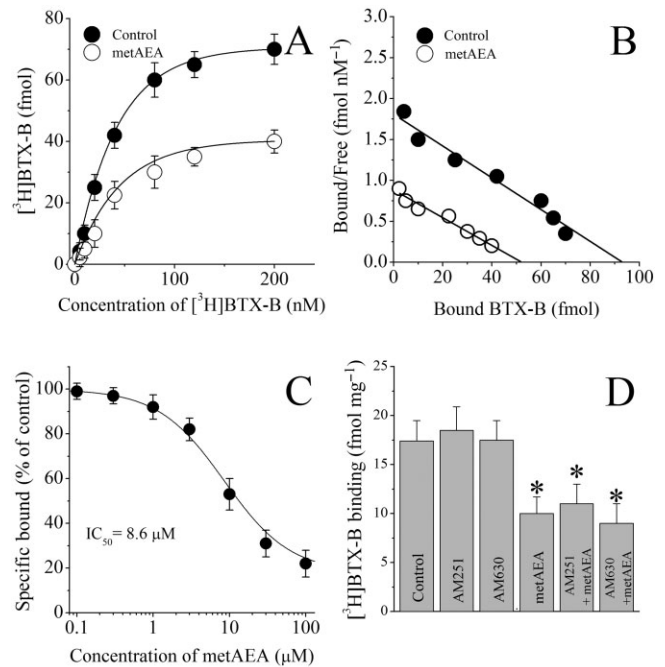 A
Control
metAEA
[³H]BTX-B (fmol)
80
60
40
20
0
0
50
100
150
200
Concentration of [³H]BTX-B (nM)
B
Control
metAEA
Bound/Free (fmol nM⁻¹)
3.0
2.5
2.0
1.5
1.0
0.5
0.0
0
20
40
60
80
100
Bound BTX-B (fmol)
C
Specific bound (% of control)
100
80
60
40
20
0
IC₅₀= 8.6 μM
0.1
1
10
100
Concentration of metAEA (μM)
D
[³H]BTX-B binding (fmol mg⁻¹)
25
20
15
10
5
0
Control
AM251
AM630
*
metAEA
*
AM251
+ metAEA
*
AM630
+metAEA